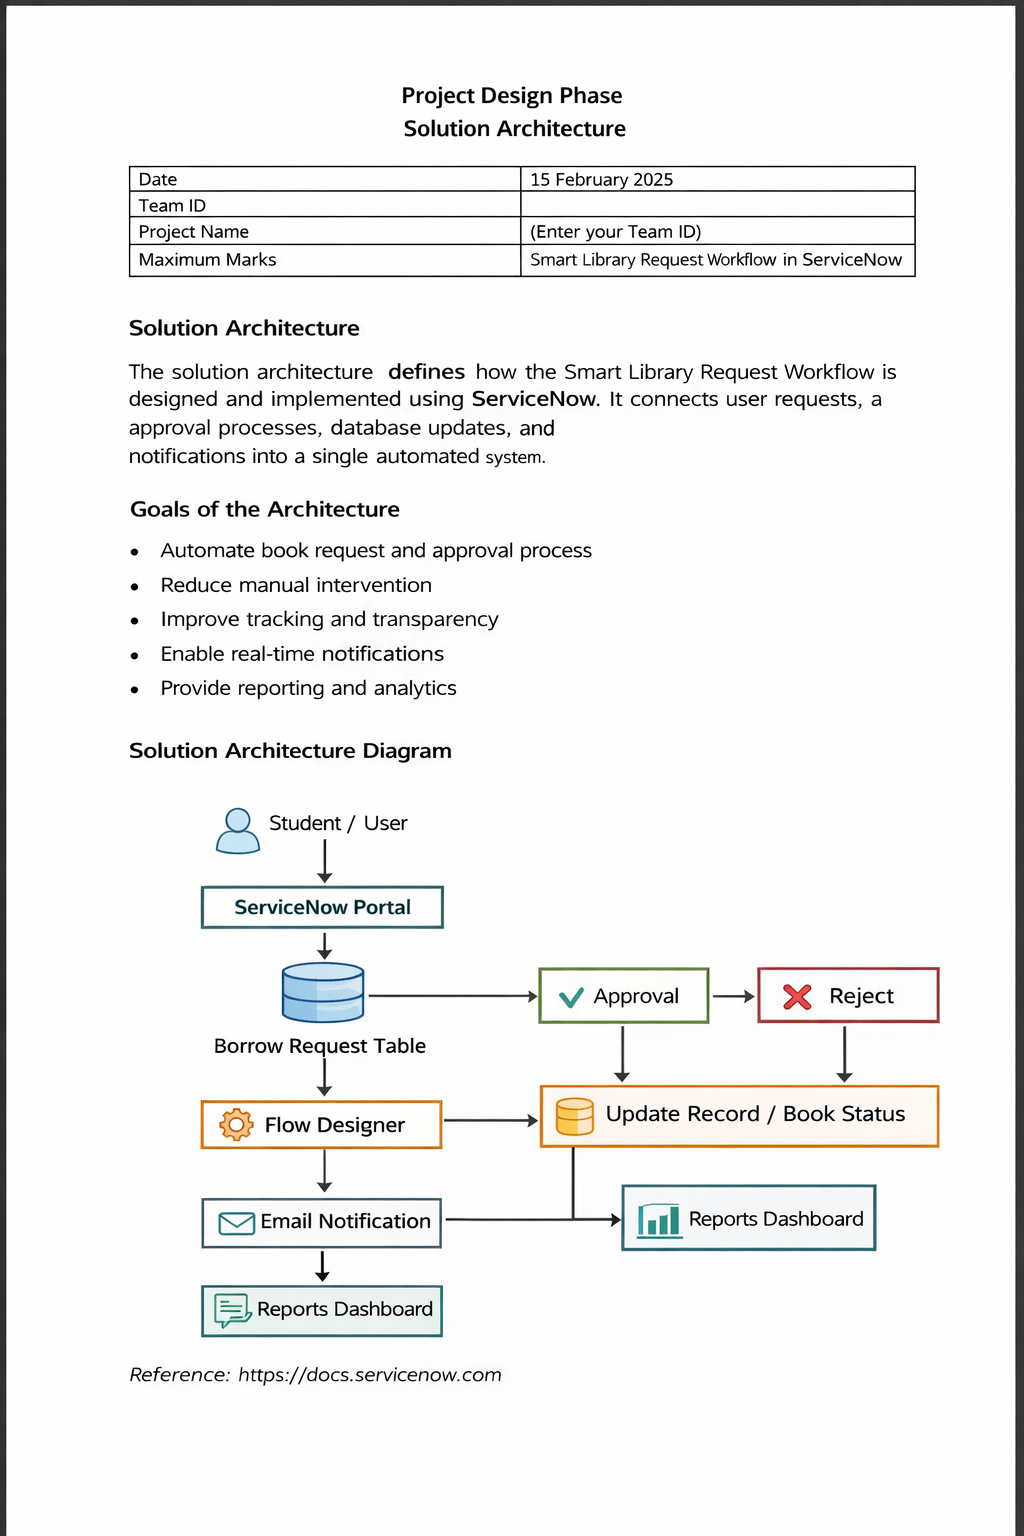 Project Design Phase
Solution Architecture
Date 15 February 2025
Team ID
Project Name (Enter your Team ID)
Maximum Marks Smart Library Request Workflow in ServiceNow
Solution Architecture
The solution architecture defines how the Smart Library Request Workflow is
designed and implemented using ServiceNow. It connects user requests, a
approval processes, database updates, and
notifications into a single automated system.
Goals of the Architecture
• Automate book request and approval process
• Reduce manual intervention
• Improve tracking and transparency
• Enable real-time notifications
• Provide reporting and analytics
Solution Architecture Diagram
Student / User
ServiceNow Portal
Approval
Reject
Borrow Request Table
Flow Designer
Update Record / Book Status
Email Notification
Reports Dashboard
Reports Dashboard
Reference: https://docs.servicenow.com